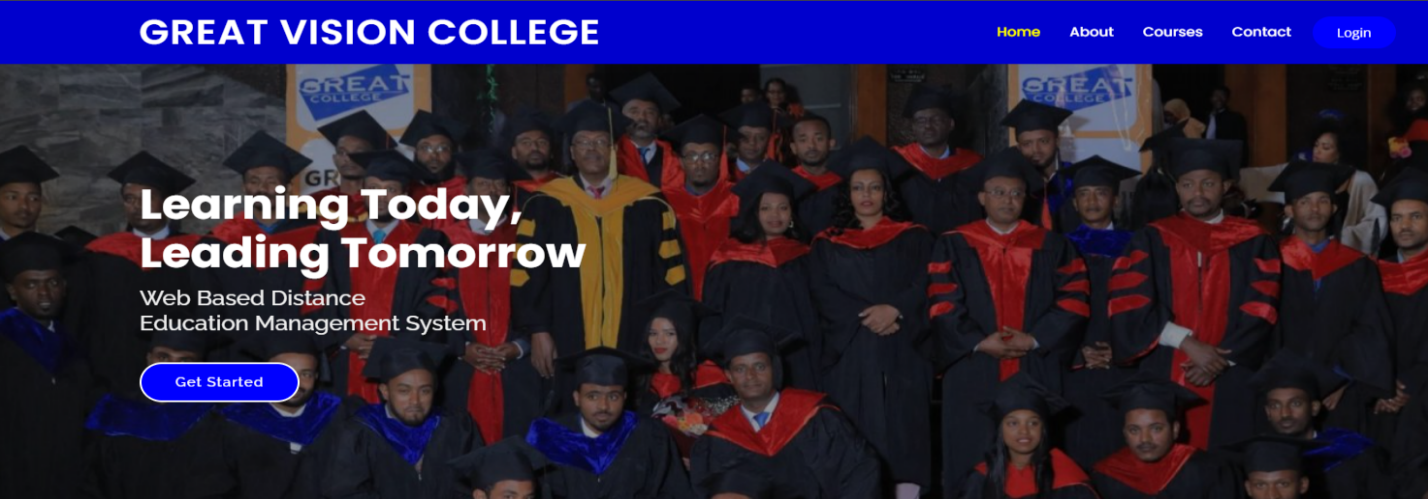 GREAT VISION COLLEGE
Home
About
Courses
Contact
Login
GREAT
COLLEGE
GREAT
COLLEGE
Learning Today,
Leading Tomorrow
Web Based Distance
Education Management System
Get Started